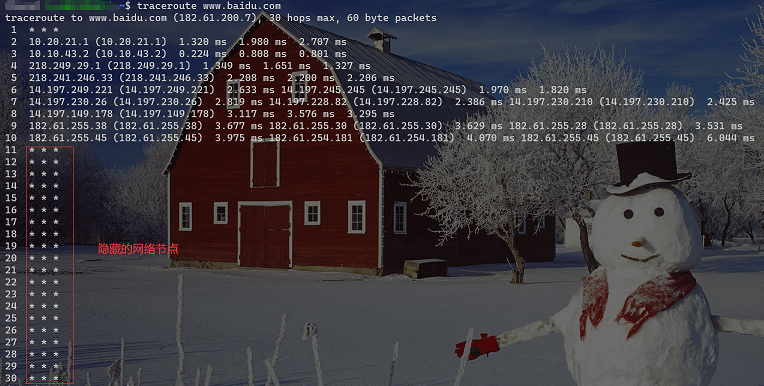 ~$ traceroute www.baidu.com
traceroute to www.baidu.com (182.61.200.7), 30 hops max, 60 byte packets
1 * * *
2 10.20.21.1 (10.20.21.1) 1.320 ms 1.980 ms 2.707 ms
3 10.10.43.2 (10.10.43.2) 0.224 ms 0.808 ms 0.801 ms
4 218.249.29.1 (218.249.29.1) 1.349 ms 1.651 ms 1.327 ms
5 218.241.246.33 (218.241.246.33) 2.208 ms 2.200 ms 2.206 ms
6 14.197.249.221 (14.197.249.221) 2.633 ms 14.197.245.245 (14.197.245.245) 1.970 ms 1.820 ms
7 14.197.230.26 (14.197.230.26) 2.819 ms 14.197.228.82 (14.197.228.82) 2.386 ms 14.197.230.210 (14.197.230.210) 2.425 ms
8 14.197.149.178 (14.197.149.178) 3.117 ms 3.576 ms 3.295 ms
9 182.61.255.38 (182.61.255.38) 3.677 ms 182.61.255.30 (182.61.255.30) 3.629 ms 182.61.255.28 (182.61.255.28) 3.531 ms
10 182.61.255.45 (182.61.255.45) 3.975 ms 182.61.254.181 (182.61.254.181) 4.070 ms 182.61.255.45 (182.61.255.45) 6.044 ms
11 * * *
12 * * *
13 * * *
14 * * *
15 * * *
16 * * *
17 * * *
18 * * *
19 * * * 隐藏的网络节点
20 * * *
21 * * *
22 * * *
23 * * *
24 * * *
25 * * *
26 * * *
27 * * *
28 * * *
29 * * *
30 * * *